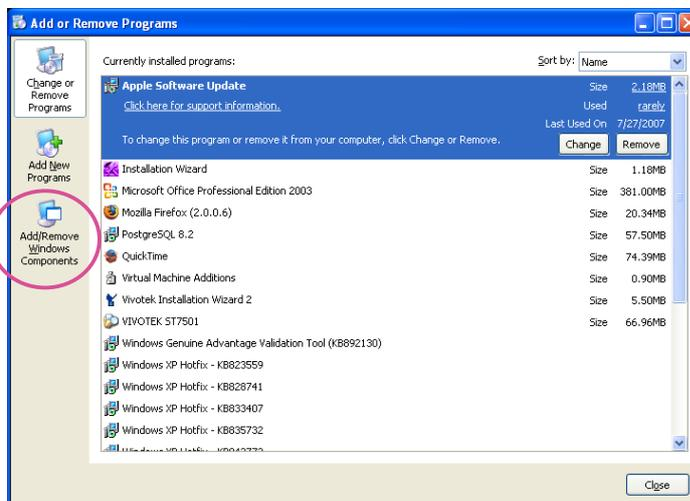 Add or Remove Programs
Change or
Remove
Programs
Add New
Programs
Add/Remove
Windows
Components
Currently installed programs:
Sort by: Name
Apple Software Update Size 2.18MB
Click here for support information. Used rarely
Last Used On 7/27/2007
To change this program or remove it from your computer, click Change or Remove. Change Remove
Installation Wizard Size 1.18MB
Microsoft Office Professional Edition 2003 Size 381.00MB
Mozilla Firefox (2.0.0.6) Size 20.34MB
PostgreSQL 8.2 Size 57.50MB
QuickTime Size 74.39MB
Virtual Machine Additions Size 0.90MB
Vivotek Installation Wizard 2 Size 5.50MB
VIVOTEK ST7501 Size 66.96MB
Windows Genuine Advantage Validation Tool (KB892130)
Windows XP Hotfix - KB823559
Windows XP Hotfix - KB828741
Windows XP Hotfix - KB833407
Windows XP Hotfix - KB835732
Windows XP Hotfix
Close